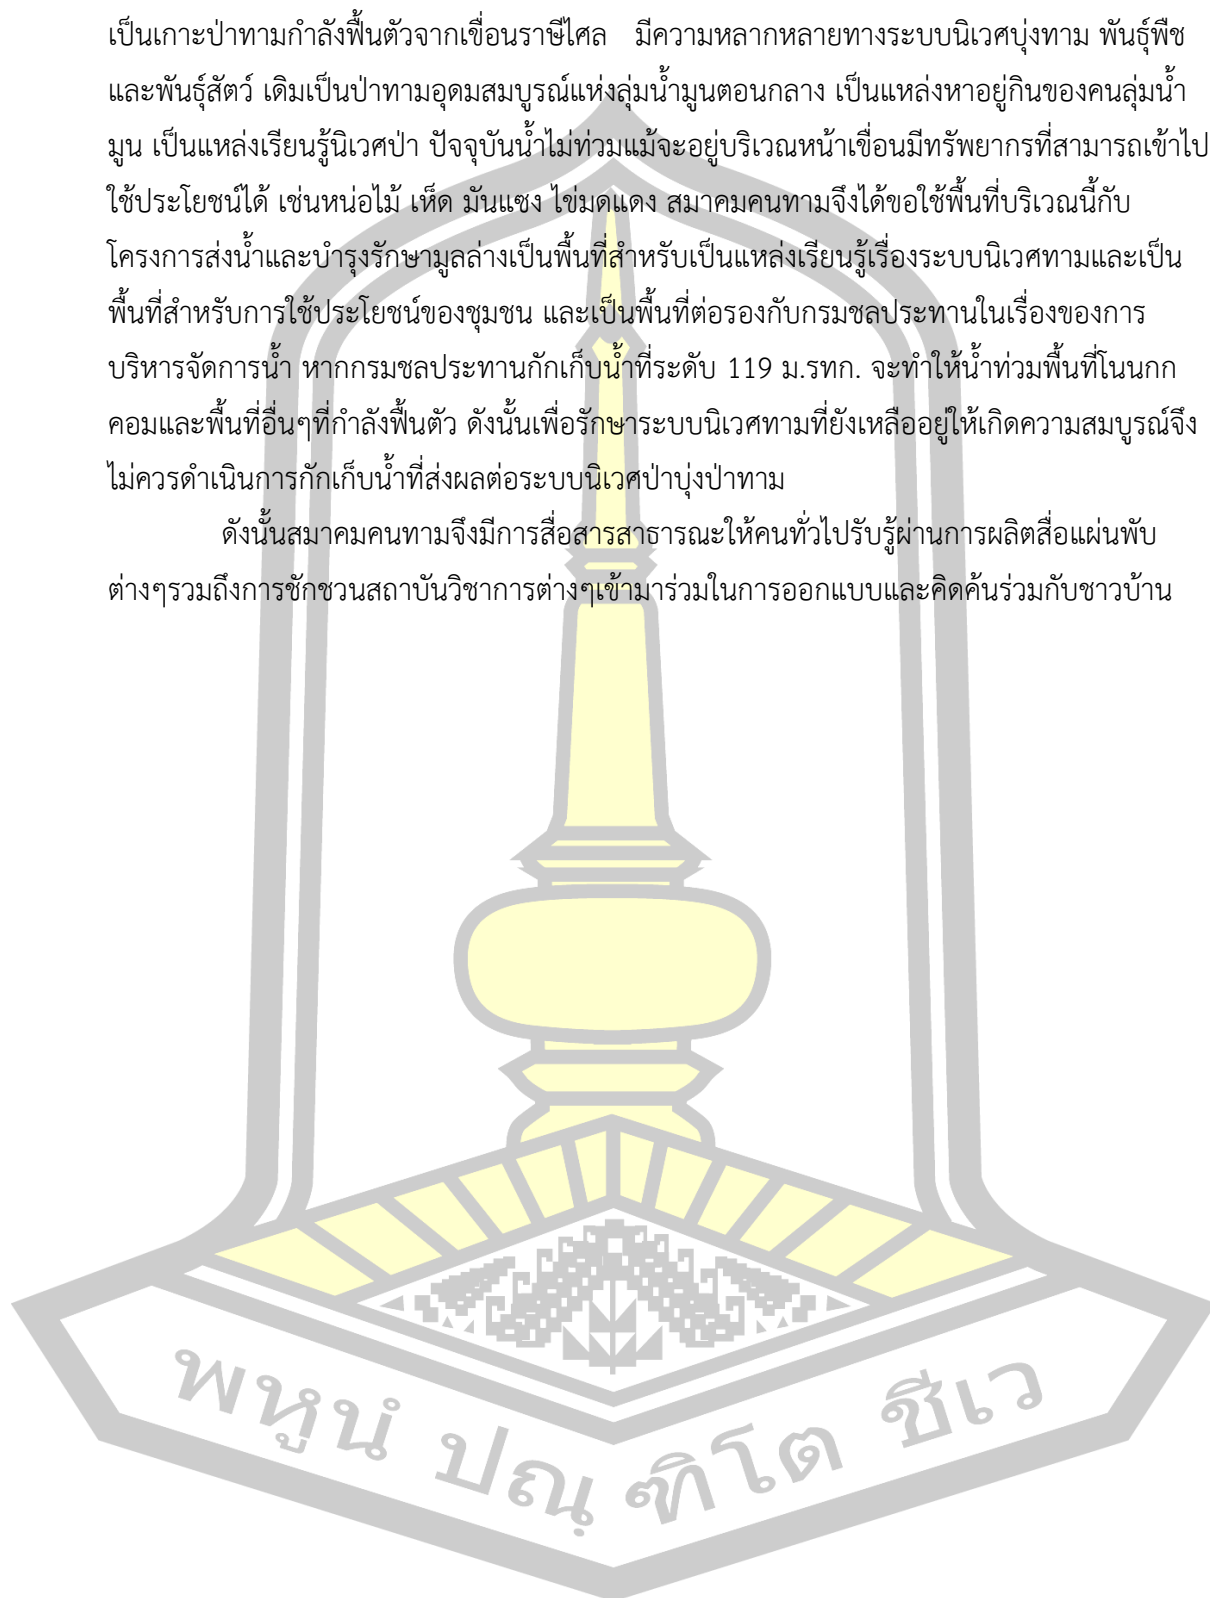 เป็นเกาะป่าทามกำลังฟื้นตัวจากเขื่อนราษีไศล มีความหลากหลายทางระบบนิเวศบุ่งทาม พันธุ์พืช
และพันธุ์สัตว์ เดิมเป็นป่าทามอุดมสมบูรณ์แห่งลุ่มน้ำมูนตอนกลาง เป็นแหล่งหาอยู่กินของคนลุ่มน้ำ
มูน เป็นแหล่งเรียนรู้นิเวศป่า ปัจจุบันน้ำไม่ท่วมแม้จะอยู่บริเวณหน้าเขื่อนมีทรัพยากรที่สามารถเข้าไป
ใช้ประโยชน์ได้ เช่นหน่อไม้ เห็ด มันแซง ไข่มดแดง สมาคมคนทามจึงได้ขอใช้พื้นที่บริเวณนี้กับ
โครงการส่งน้ำและบำรุงรักษามูลล่างเป็นพื้นที่สำหรับเป็นแหล่งเรียนรู้เรื่องระบบนิเวศทามและเป็น
พื้นที่สำหรับการใช้ประโยชน์ของชุมชน และเป็นพื้นที่ต่อรองกับกรมชลประทานในเรื่องของการ
บริหารจัดการน้ำ หากกรมชลประทานกักเก็บน้ำที่ระดับ 119 ม.รทก. จะทำให้น้ำท่วมพื้นที่โนนกก
คอมและพื้นที่อื่นๆที่กำลังฟื้นตัว ดังนั้นเพื่อรักษาระบบนิเวศทามที่ยังเหลืออยู่ให้เกิดความสมบูรณ์จึง
ไม่ควรดำเนินการกักเก็บน้ำที่ส่งผลต่อระบบนิเวศป่าบุ่งป่าทาม
ดังนั้นสมาคมคนทามจึงมีการสื่อสารสาธารณะให้คนทั่วไปรับรู้ผ่านการผลิตสื่อแผ่นพับ
ต่างๆรวมถึงการชักชวนสถาบันวิชาการต่างๆเข้ามาร่วมในการออกแบบและคิดค้นร่วมกับชาวบ้าน
พหูนํ ปณฺฑิโต ชีเว